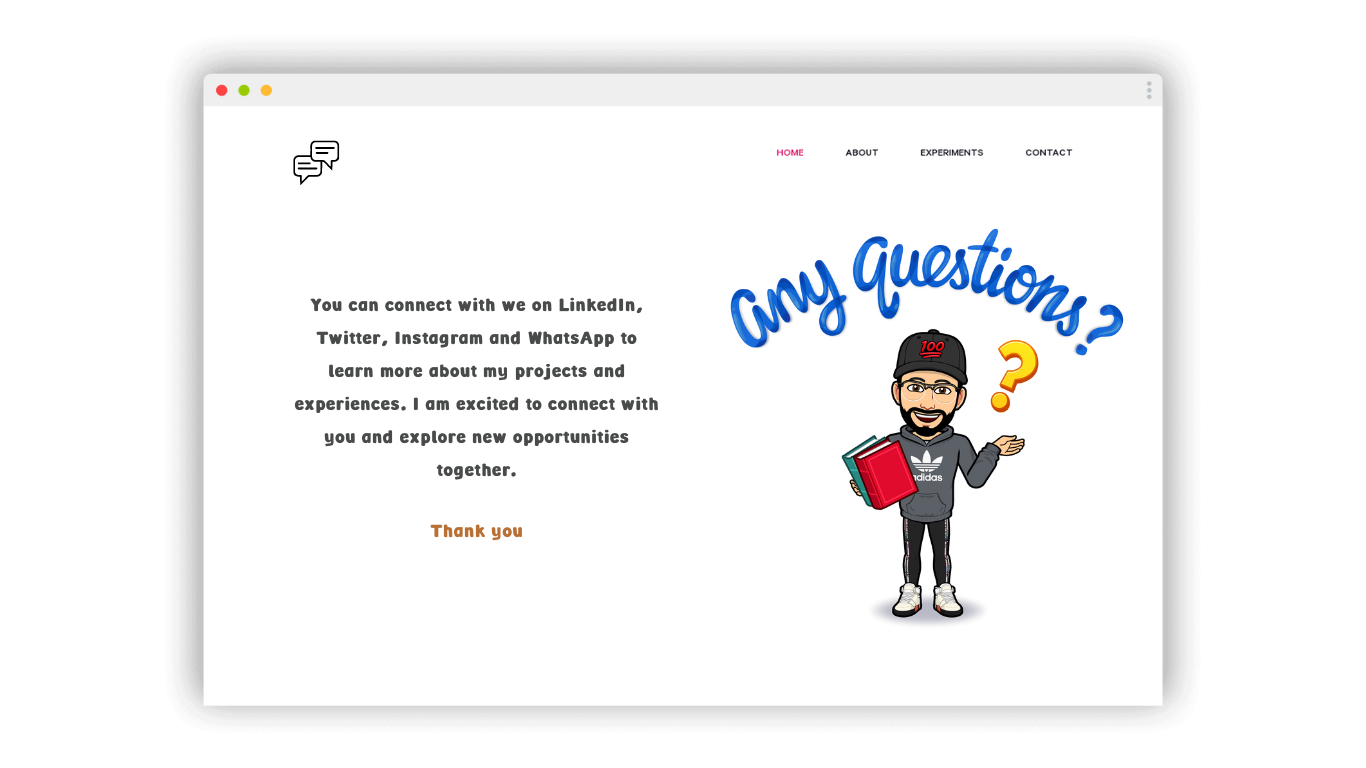 HOME ABOUT EXPERIMENTS CONTACT
any questions?
You can connect with we on LinkedIn,
Twitter, Instagram and WhatsApp to
learn more about my projects and
experiences. I am excited to connect with
you and explore new opportunities
together.
Thank you
100
?
adidas